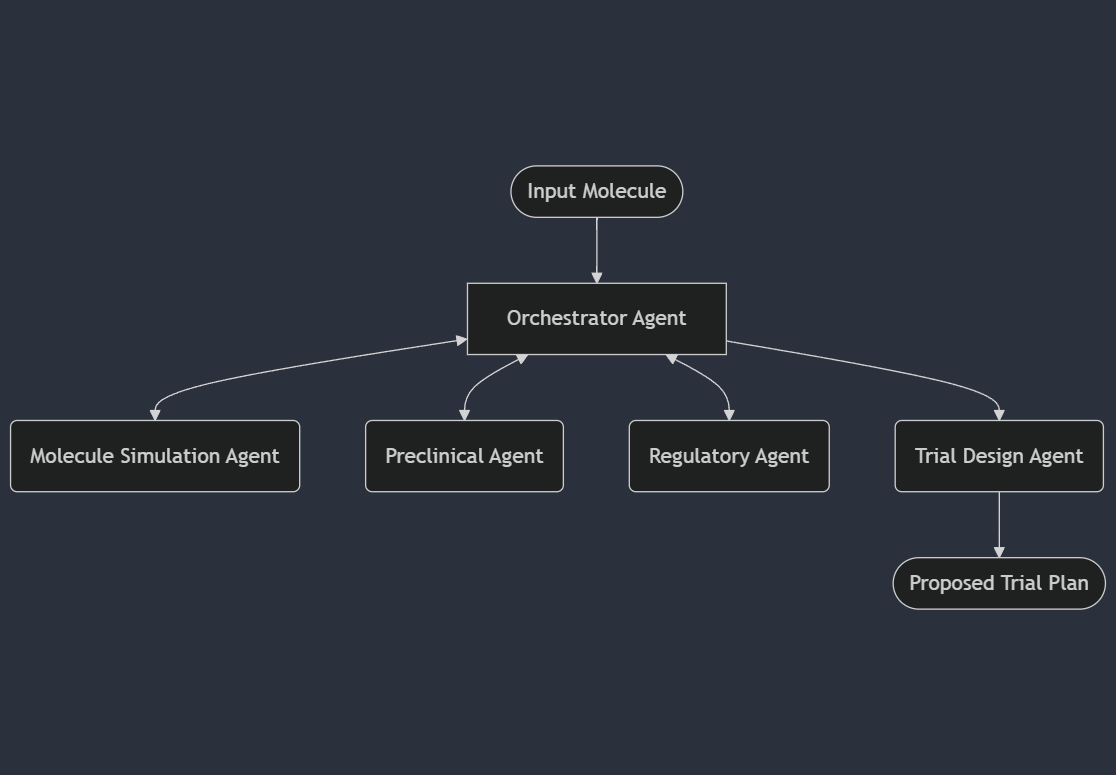 Input Molecule
Orchestrator Agent
Molecule Simulation Agent
Preclinical Agent
Regulatory Agent
Trial Design Agent
Proposed Trial Plan